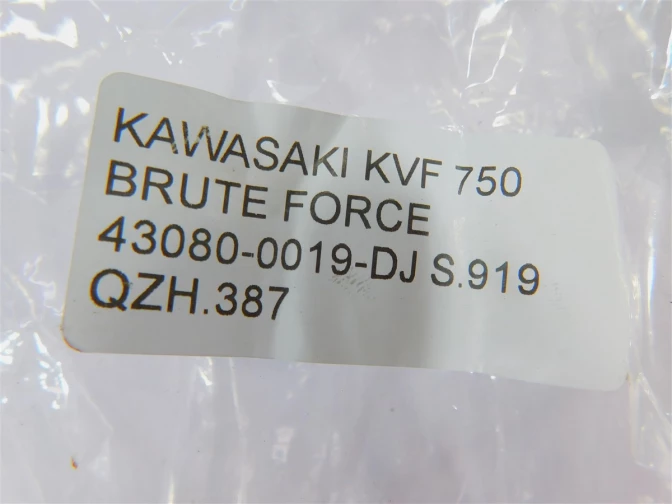 KAWASAKI KVF 750
BRUTE FORCE
43080-0019-DJ S.919
QZH.387